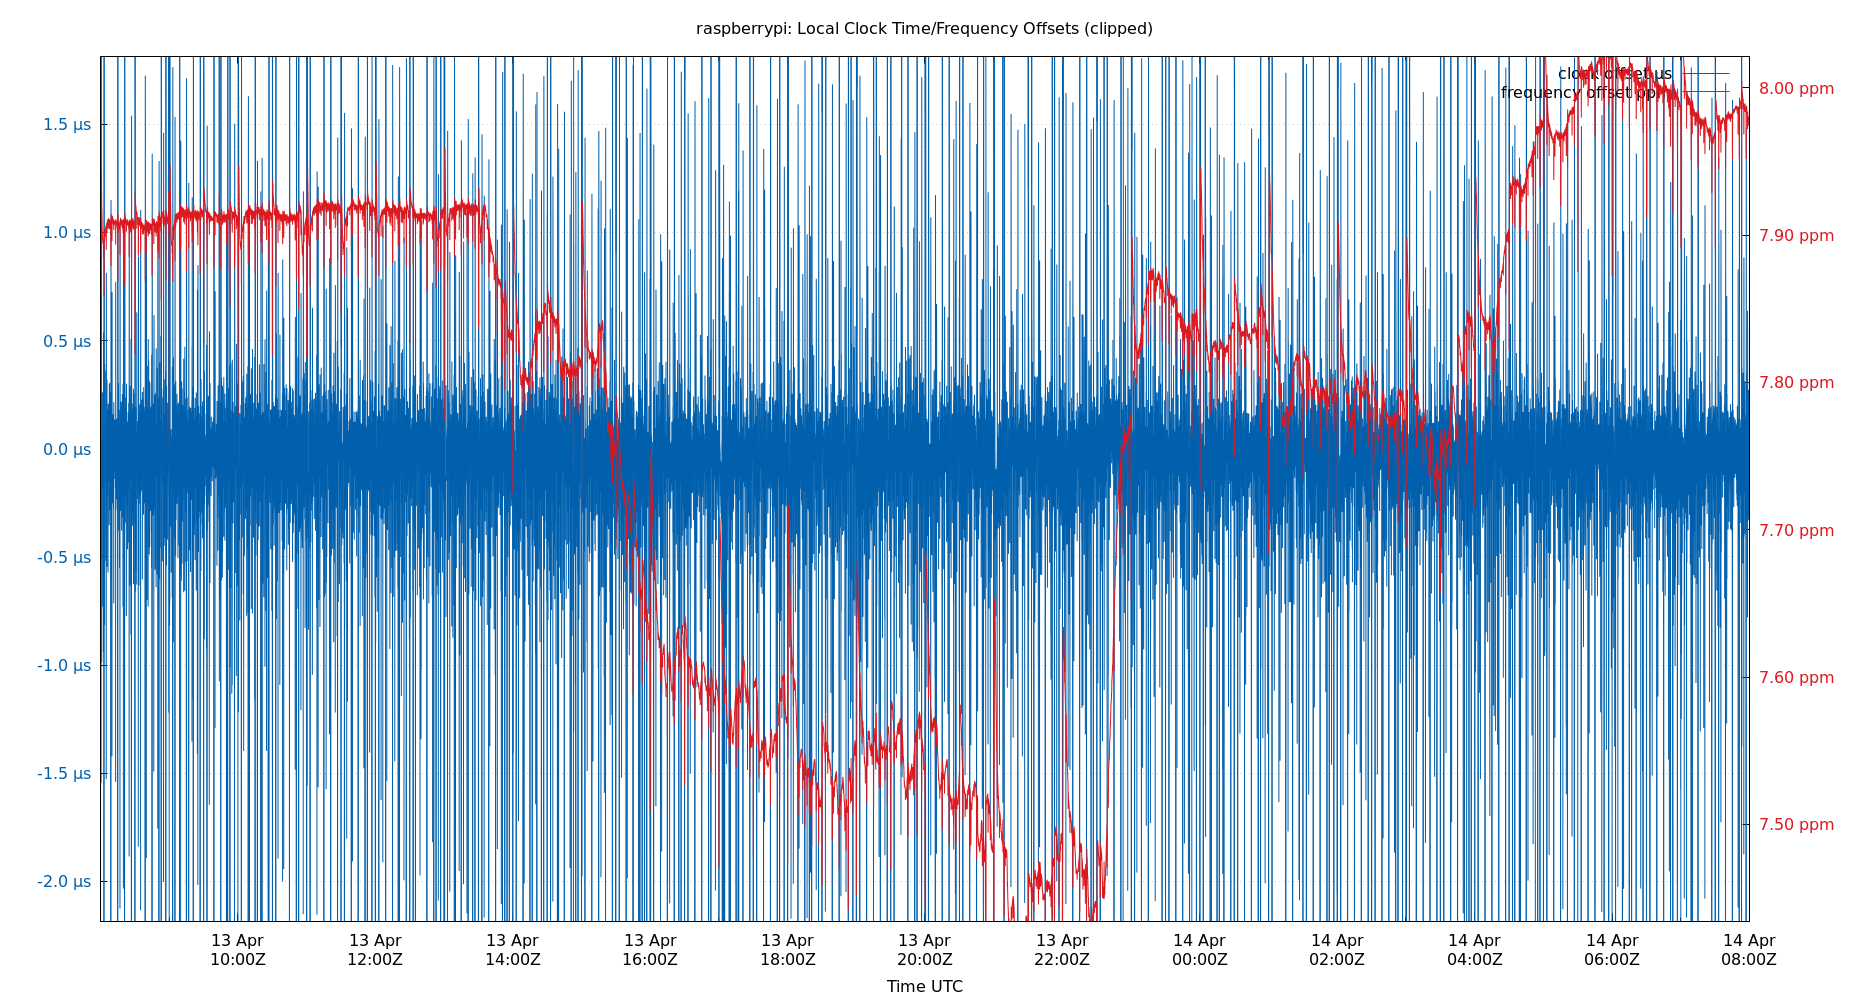 raspberrypi: Local Clock Time/Frequency Offsets (clipped)
clock offset µs
frequency offset ppm
1.5 µs
1.0 µs
0.5 µs
0.0 µs
-0.5 µs
-1.0 µs
-1.5 µs
-2.0 µs
8.00 ppm
7.90 ppm
7.80 ppm
7.70 ppm
7.60 ppm
7.50 ppm
13 Apr 13 Apr 13 Apr 13 Apr 13 Apr 13 Apr 13 Apr 14 Apr 14 Apr 14 Apr 14 Apr 14 Apr
10:00Z 12:00Z 14:00Z 16:00Z 18:00Z 20:00Z 22:00Z 00:00Z 02:00Z 04:00Z 06:00Z 08:00Z
Time UTC